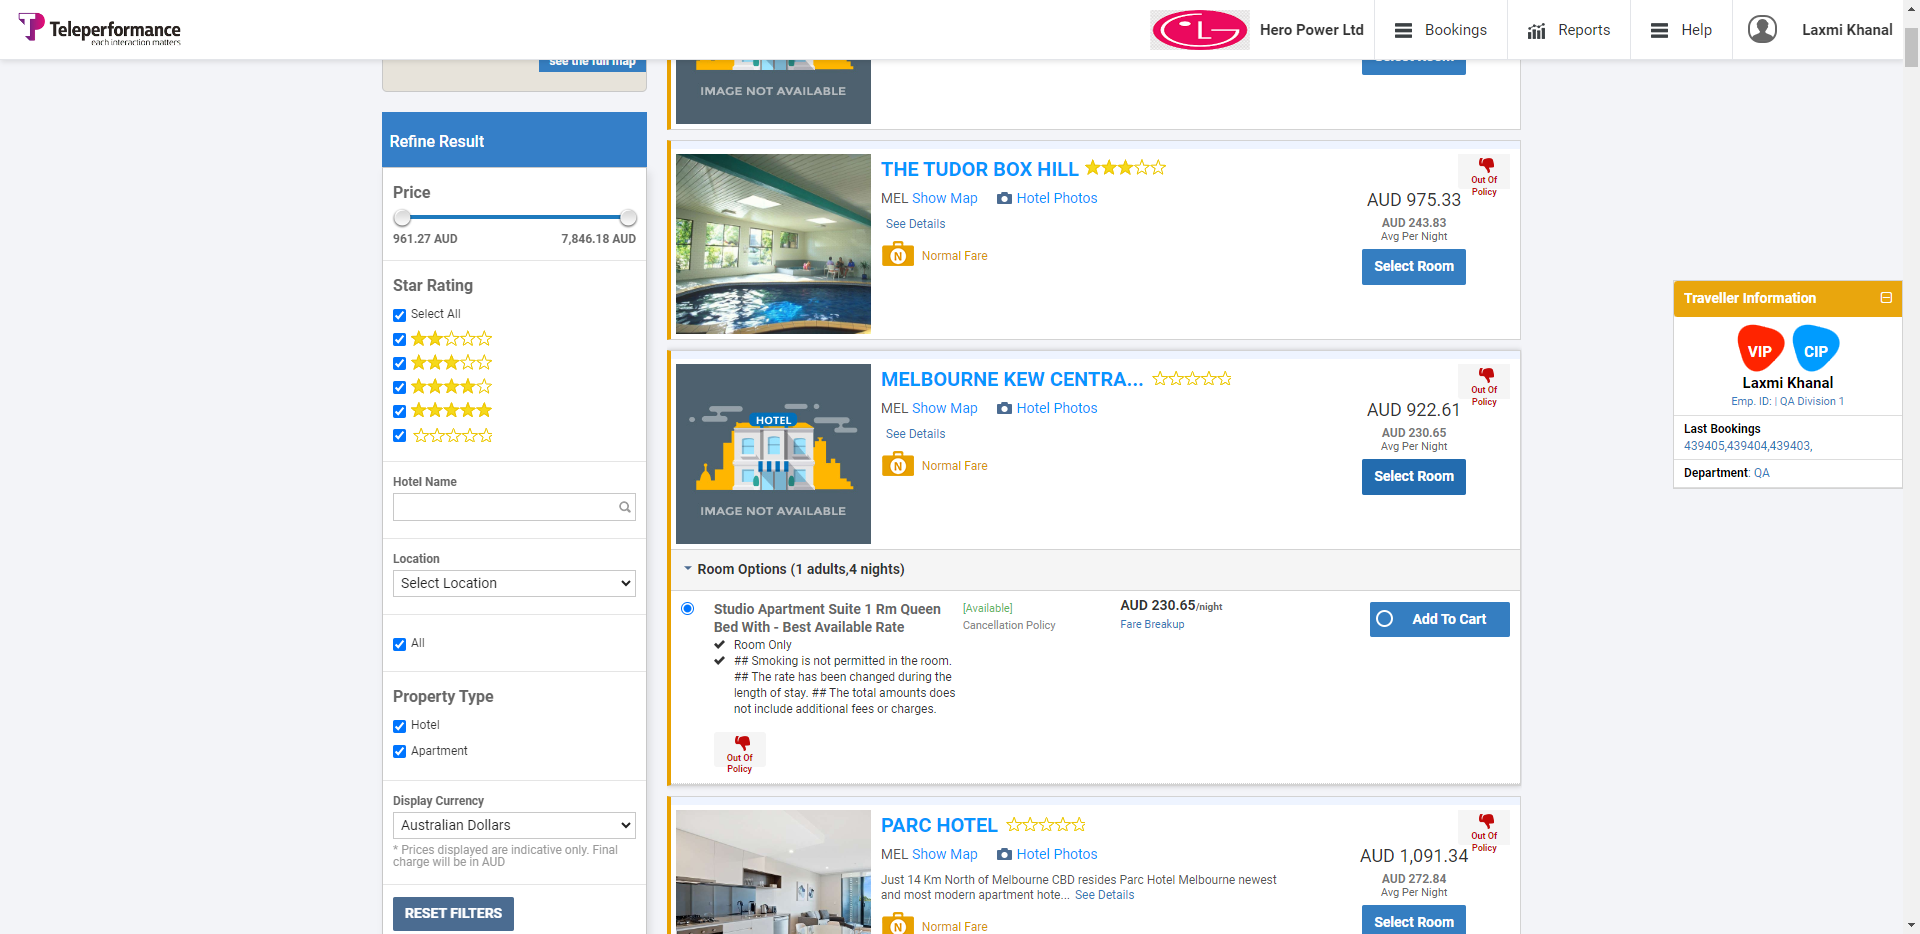 Teleperformance
each interaction matters
LG
Hero Power Ltd
Bookings
Reports
Help
Laxmi Khanal
see the full map
Refine Result
Price
961.27 AUD
7,846.18 AUD
Star Rating
Select All
Hotel Name
Location
Select Location
All
Property Type
Hotel
Apartment
Display Currency
Australian Dollars
* Prices displayed are indicative only. Final
charge will be in AUD
RESET FILTERS
IMAGE NOT AVAILABLE
Select Room
THE TUDOR BOX HILL
MEL Show Map Hotel Photos
See Details
N Normal Fare
Out Of
Policy
AUD 975.33
AUD 243.83
Avg Per Night
Select Room
HOTEL
IMAGE NOT AVAILABLE
MELBOURNE KEW CENTRA...
MEL Show Map Hotel Photos
See Details
N Normal Fare
Out Of
Policy
AUD 922.61
AUD 230.65
Avg Per Night
Select Room
Room Options (1 adults,4 nights)
Studio Apartment Suite 1 Rm Queen
Bed With - Best Available Rate
Room Only
## Smoking is not permitted in the room.
## The rate has been changed during the
length of stay. ## The total amounts does
not include additional fees or charges.
[Available]
Cancellation Policy
AUD 230.65/night
Fare Breakup
Add To Cart
Out Of
Policy
PARC HOTEL
MEL Show Map Hotel Photos
Just 14 Km North of Melbourne CBD resides Parc Hotel Melbourne newest
and most modern apartment hote... See Details
N Normal Fare
Out Of
Policy
AUD 1,091.34
AUD 272.84
Avg Per Night
Select Room
Traveller Information
VIP CIP
Laxmi Khanal
Emp. ID: | QA Division 1
Last Bookings
439405,439404,439403,
Department: QA